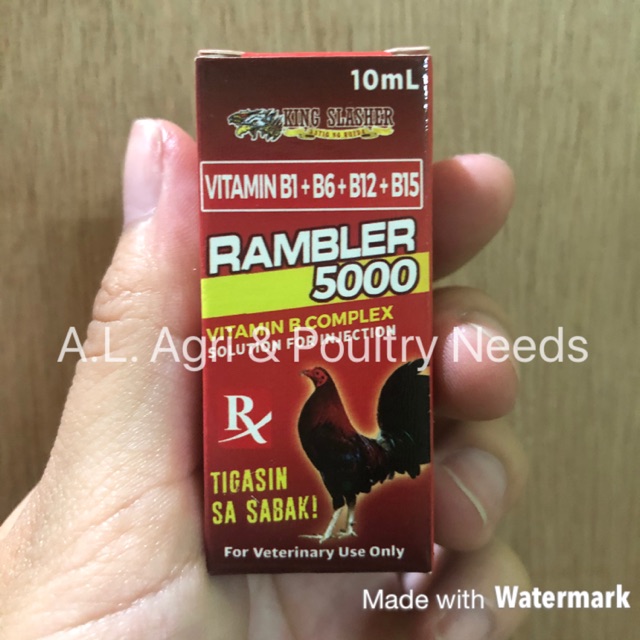 10mL
KING SLASHER
VITAMIN B1 + B6 + B12 + B15
RAMBLER
5000
VITAMIN B COMPLEX
SOLUTION FOR INJECTION
A.L. Agri & Poultry Needs
Rx
TIGASIN
SA SABAK!
For Veterinary Use Only
Made with Watermark